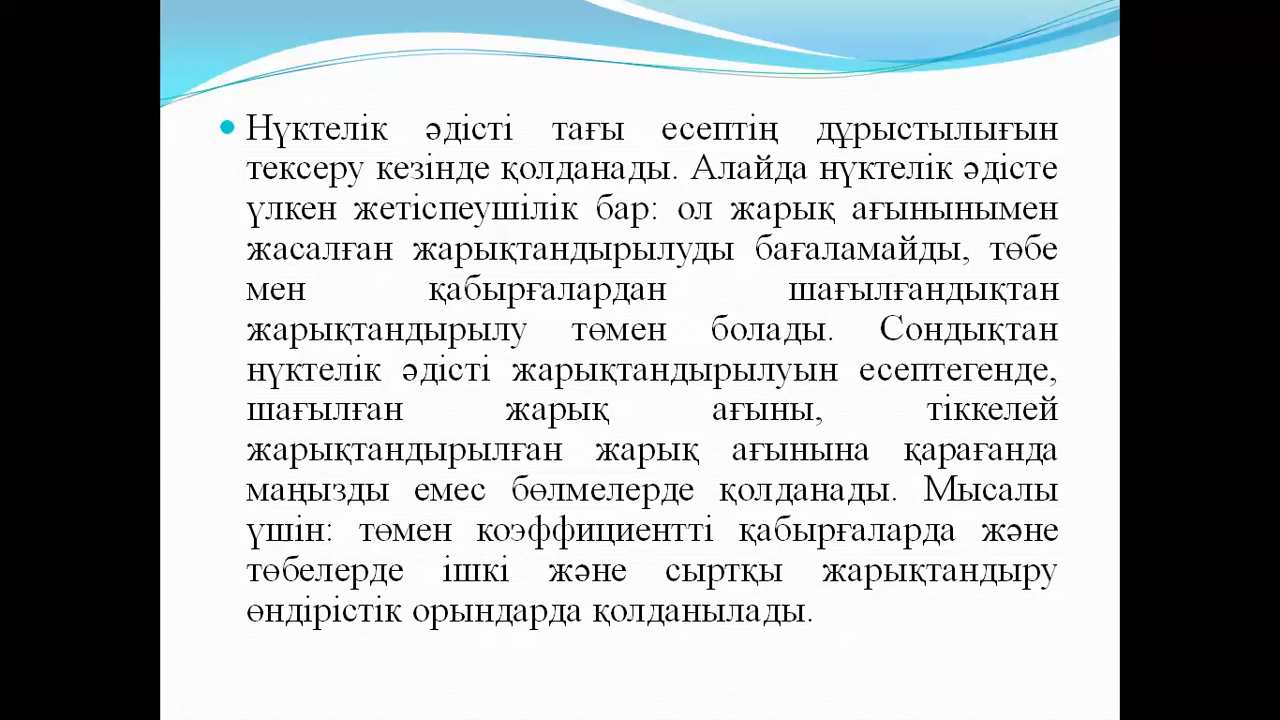 Нүктелік әдісті тағы есептің дұрыстылығын
тексеру кезінде қолданады. Алайда нүктелік әдісте
үлкен жетіспеушілік бар: ол жарық ағынынымен
жасалған жарықтандырылуды бағаламайды, төбе
мен қабырғалардан шағылғандықтан
жарықтандырылу төмен болады. Сондықтан
нүктелік әдісті жарықтандырылуын есептегенде,
шағылған жарық ағыны, тіккелей
жарықтандырылған жарық ағынына қарағанда
маңызды емес бөлмелерде қолданады. Мысалы
үшін: төмен коэффициентті қабырғаларда және
төбелерде ішкі және сыртқы жарықтандыру
өндірістік орындарда қолданылады.